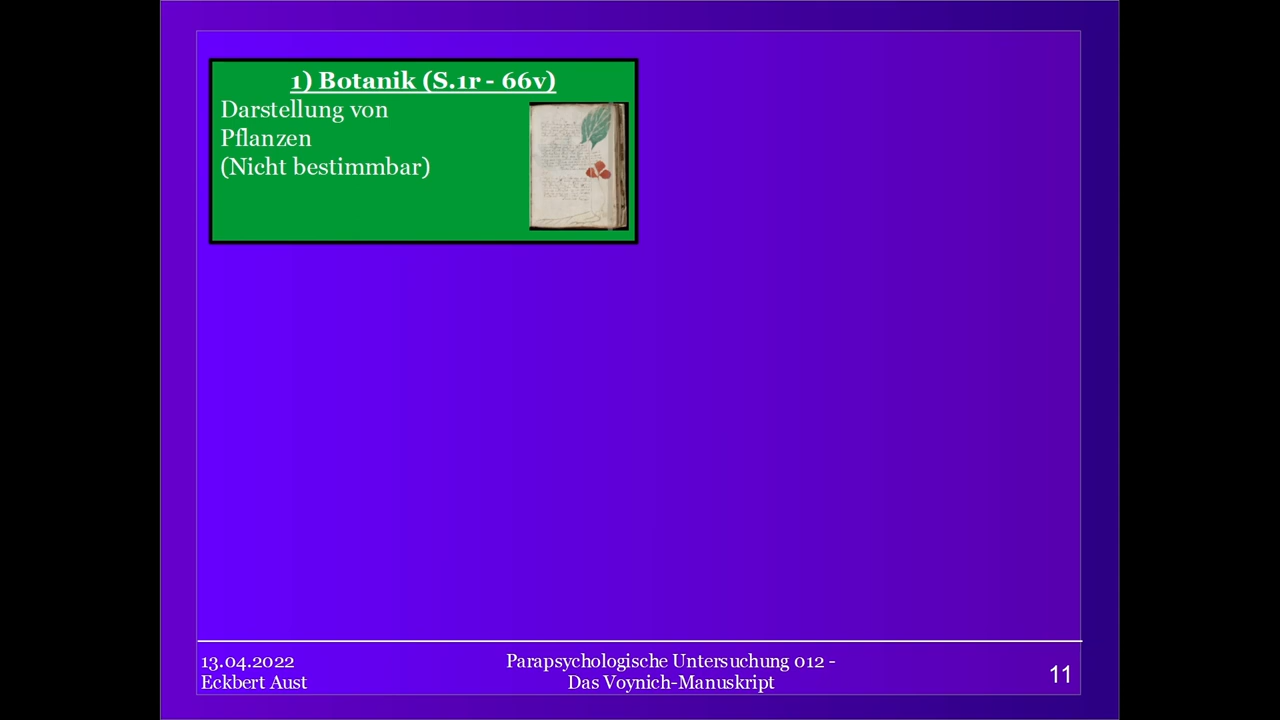 1) Botanik (S.1r - 66v)
Darstellung von
Pflanzen
(Nicht bestimmbar)
13.04.2022
Eckbert Aust
Parapsychologische Untersuchung 012 -
Das Voynich-Manuskript
11